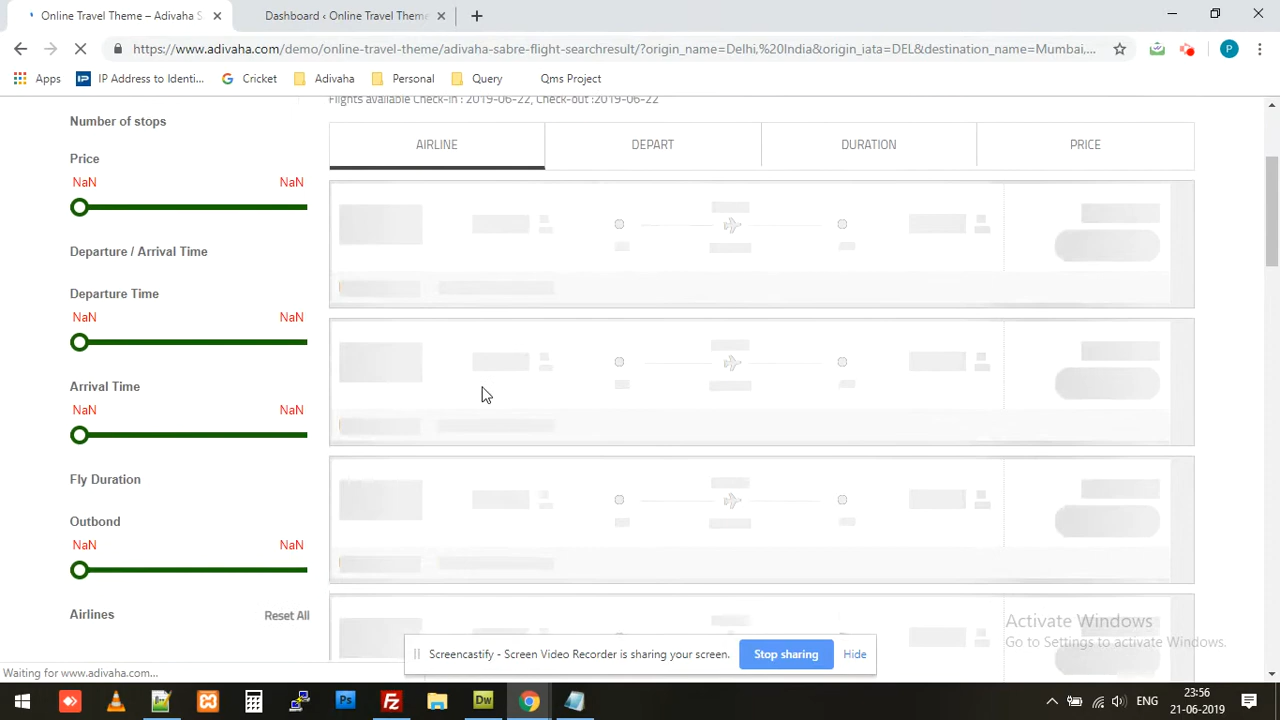 Online Travel Theme – Adivaha S
Dashboard ‹ Online Travel Theme
https://www.adivaha.com/demo/online-travel-theme/adivaha-sabre-flight-searchresult/?origin_name=Delhi,%20India&origin_iata=DEL&destination_name=Mumbai,...
P
Apps
IP
IP Address to Identi...
Cricket
Adivaha
Personal
Query
Qms Project
Flights available Check-in : 2019-06-22, Check-out :2019-06-22
Number of stops
AIRLINE
DEPART
DURATION
PRICE
Price
NaN NaN
Departure / Arrival Time
Departure Time
NaN NaN
Arrival Time
NaN NaN
Fly Duration
Outbond
NaN NaN
Airlines Reset All
Activate Windows
Go to Settings to activate Windows.
Screencastify - Screen Video Recorder is sharing your screen.
Stop sharing
Hide
Waiting for www.adivaha.com...
Ps
Fz
Dw
ENG
23:56
21-06-2019